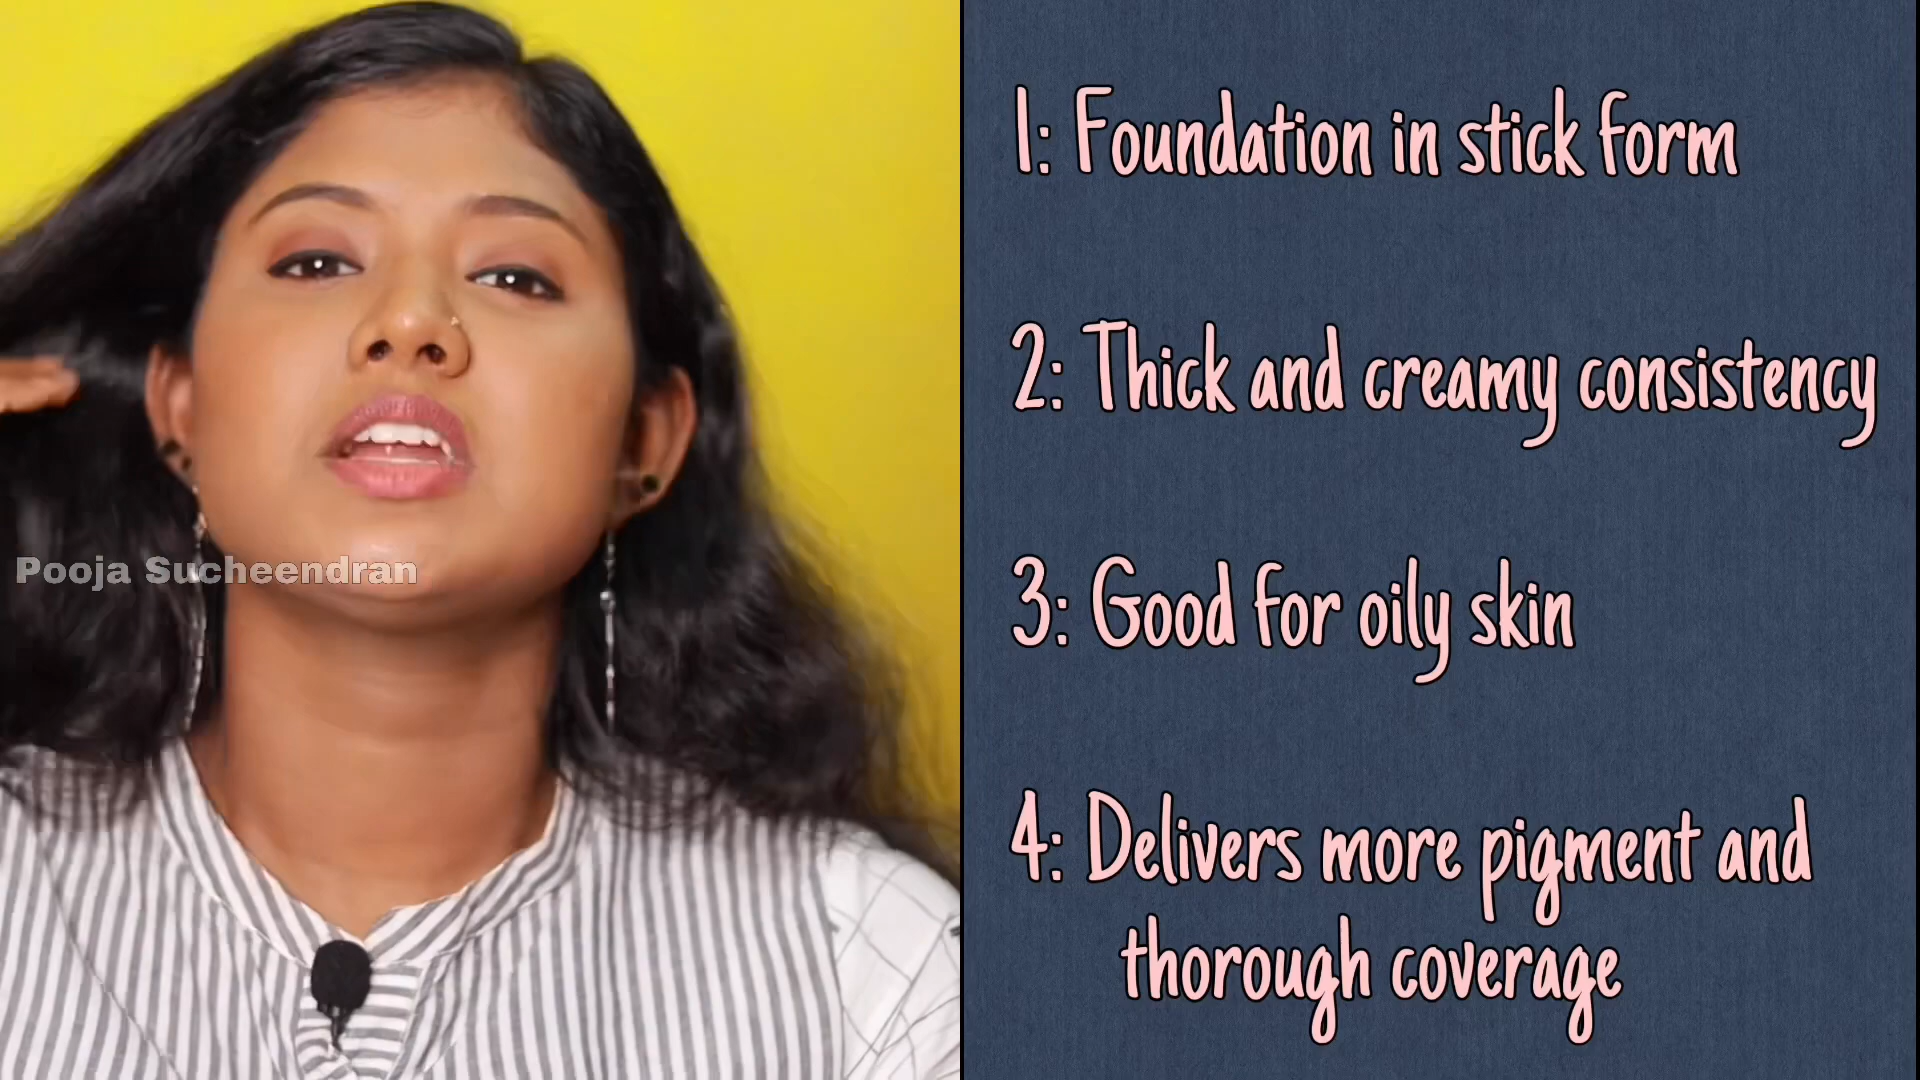 Pooja Sucheendran
1: Foundation in stick form
2: Thick and creamy consistency
3: Good for oily skin
4: Delivers more pigment and
thorough coverage